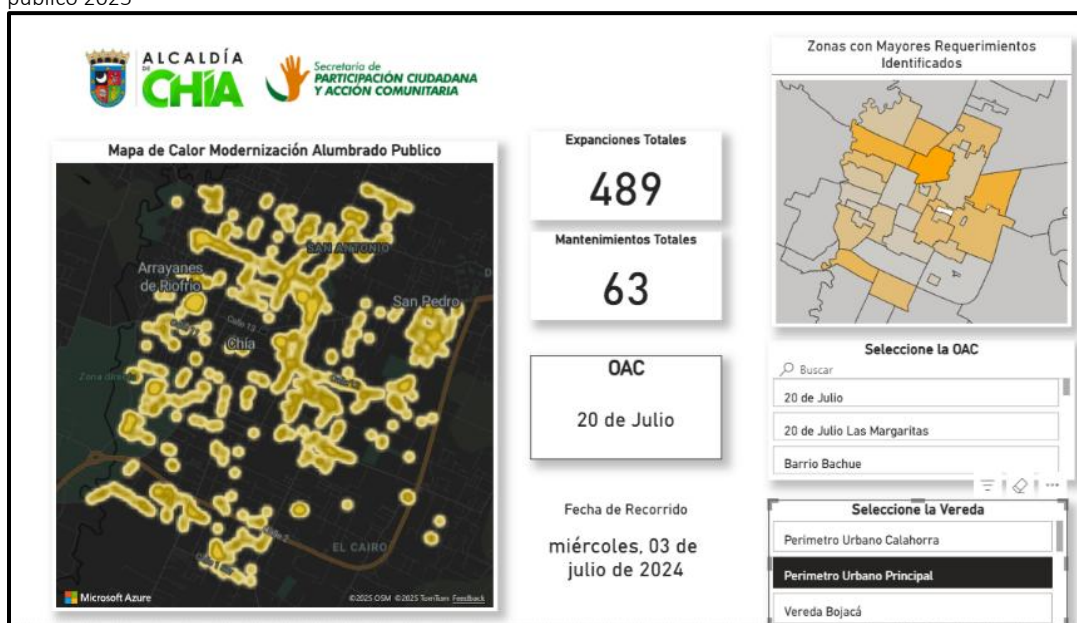 publico 2025
ALCALDÍA
DE
CHÍA
Secretaría de
PARTICIPACIÓN CIUDADANA
Y ACCIÓN COMUNITARIA
Mapa de Calor Modernización Alumbrado Publico
SAN ANTONIO
Arrayanes
de Riofrío
San Pedro
Calle 13
Chía
EL CAIRO
Microsoft Azure
©2025 OSM ©2025 TomTom Feedback
Expanciones Totales
489
Mantenimientos Totales
63
OAC
20 de Julio
Fecha de Recorrido
miércoles, 03 de
julio de 2024
Zonas con Mayores Requerimientos
Identificados
Seleccione la OAC
Buscar
20 de Julio
20 de Julio Las Margaritas
Barrio Bachue
Seleccione la Vereda
Perimetro Urbano Calahorra
Perimetro Urbano Principal
Vereda Bojacá